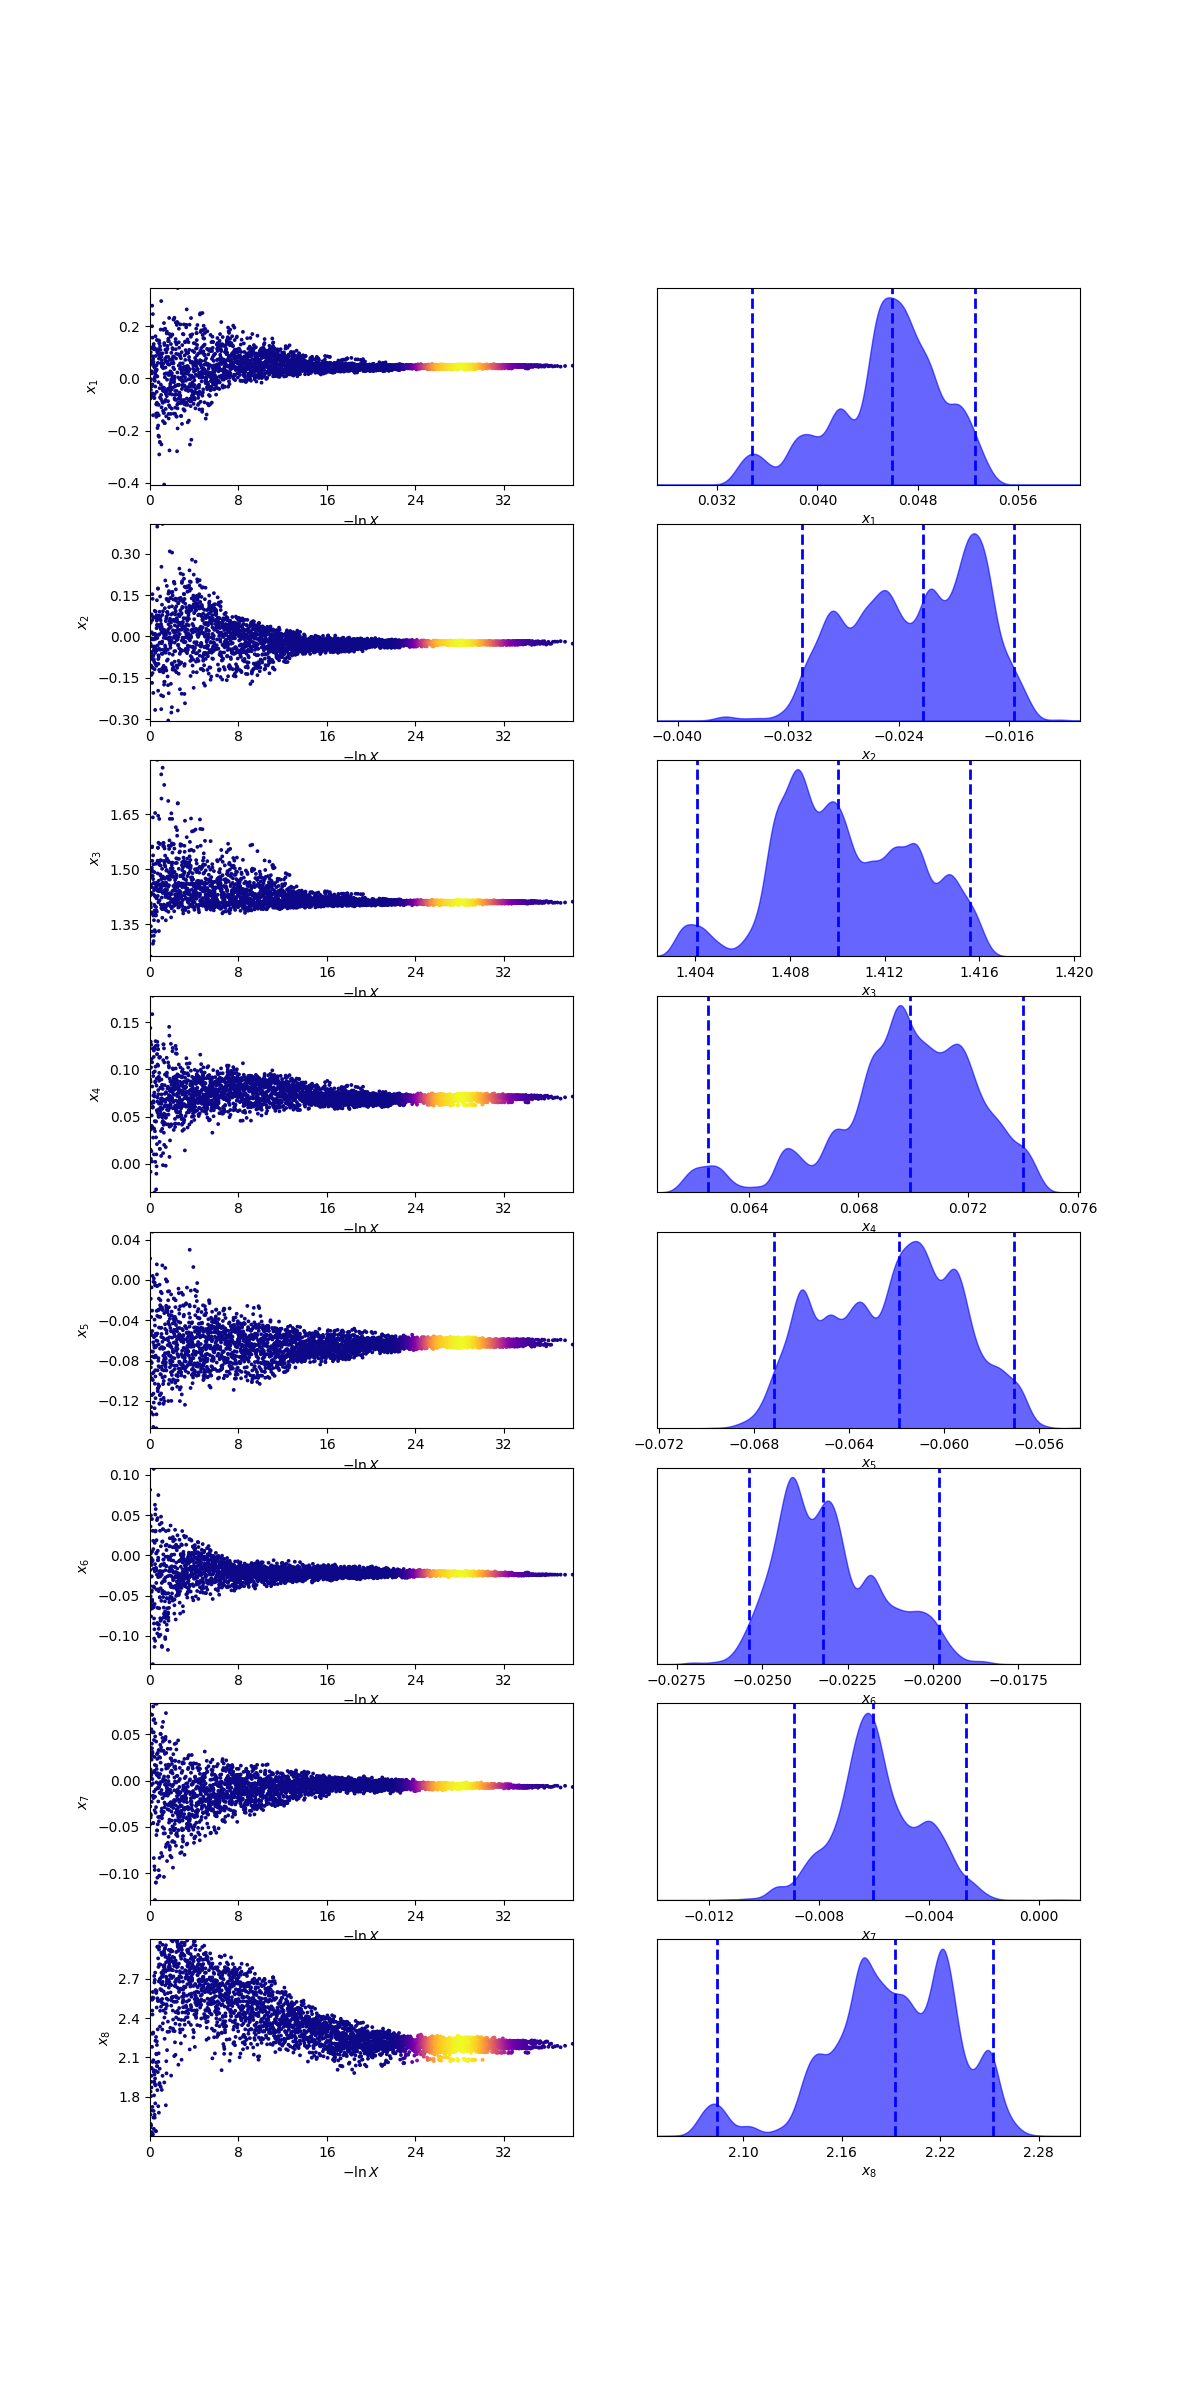 0.2
0.0
−0.2
−0.4
x₁
0 8 16 24 32
−ln X
0.032 0.040 0.048 0.056
x₁
0.30
0.15
0.00
−0.15
−0.30
x₂
0 8 16 24 32
−ln X
−0.040 −0.032 −0.024 −0.016
x₂
1.65
1.50
1.35
x₃
0 8 16 24 32
−ln X
1.404 1.408 1.412 1.416 1.420
x₃
0.15
0.10
0.05
0.00
x₄
0 8 16 24 32
−ln X
0.064 0.068 0.072 0.076
x₄
0.04
0.00
−0.04
−0.08
−0.12
x₅
0 8 16 24 32
−ln X
−0.072 −0.068 −0.064 −0.060 −0.056
x₅
0.10
0.05
0.00
−0.05
−0.10
x₆
0 8 16 24 32
−ln X
−0.0275 −0.0250 −0.0225 −0.0200 −0.0175
x₆
0.05
0.00
−0.05
−0.10
x₇
0 8 16 24 32
−ln X
−0.012 −0.008 −0.004 0.000
x₇
2.7
2.4
2.1
1.8
x₈
0 8 16 24 32
−ln X
2.10 2.16 2.22 2.28
x₈